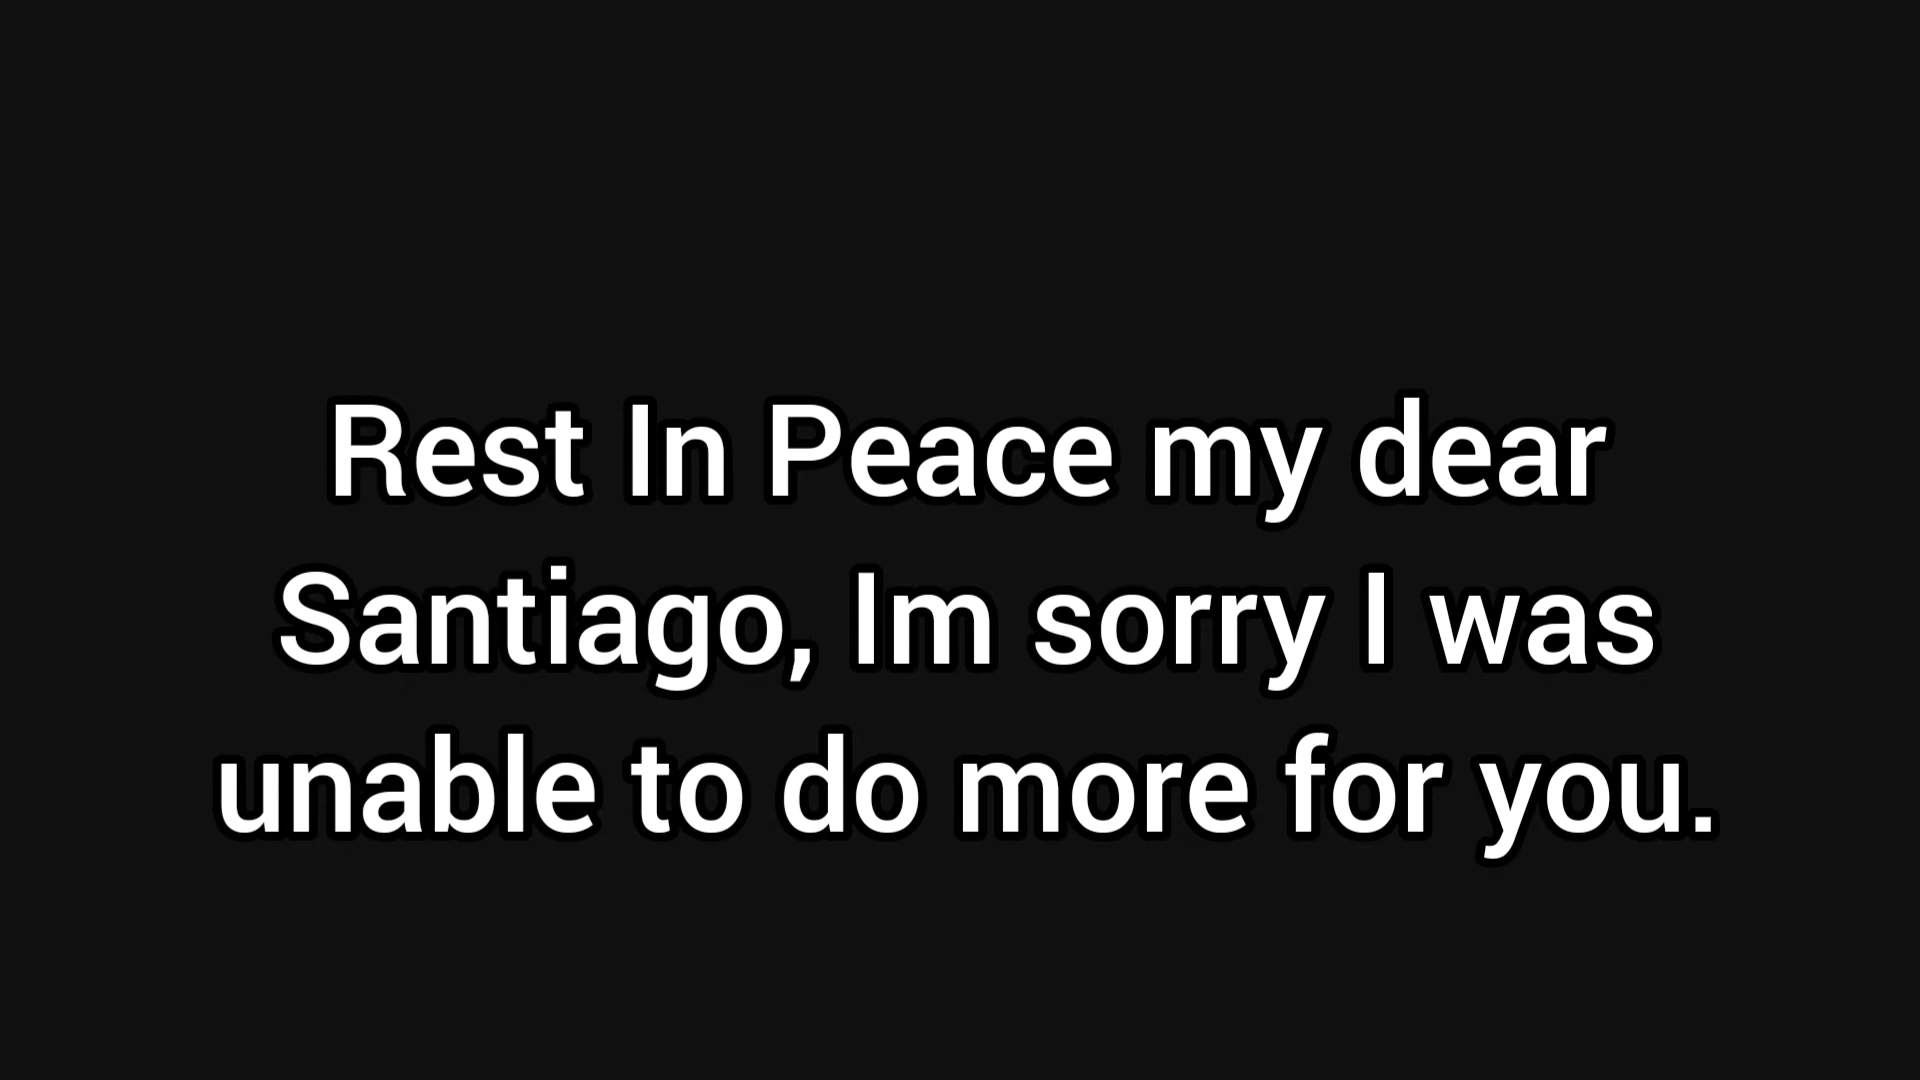 Rest In Peace my dear
Santiago, Im sorry I was
unable to do more for you.